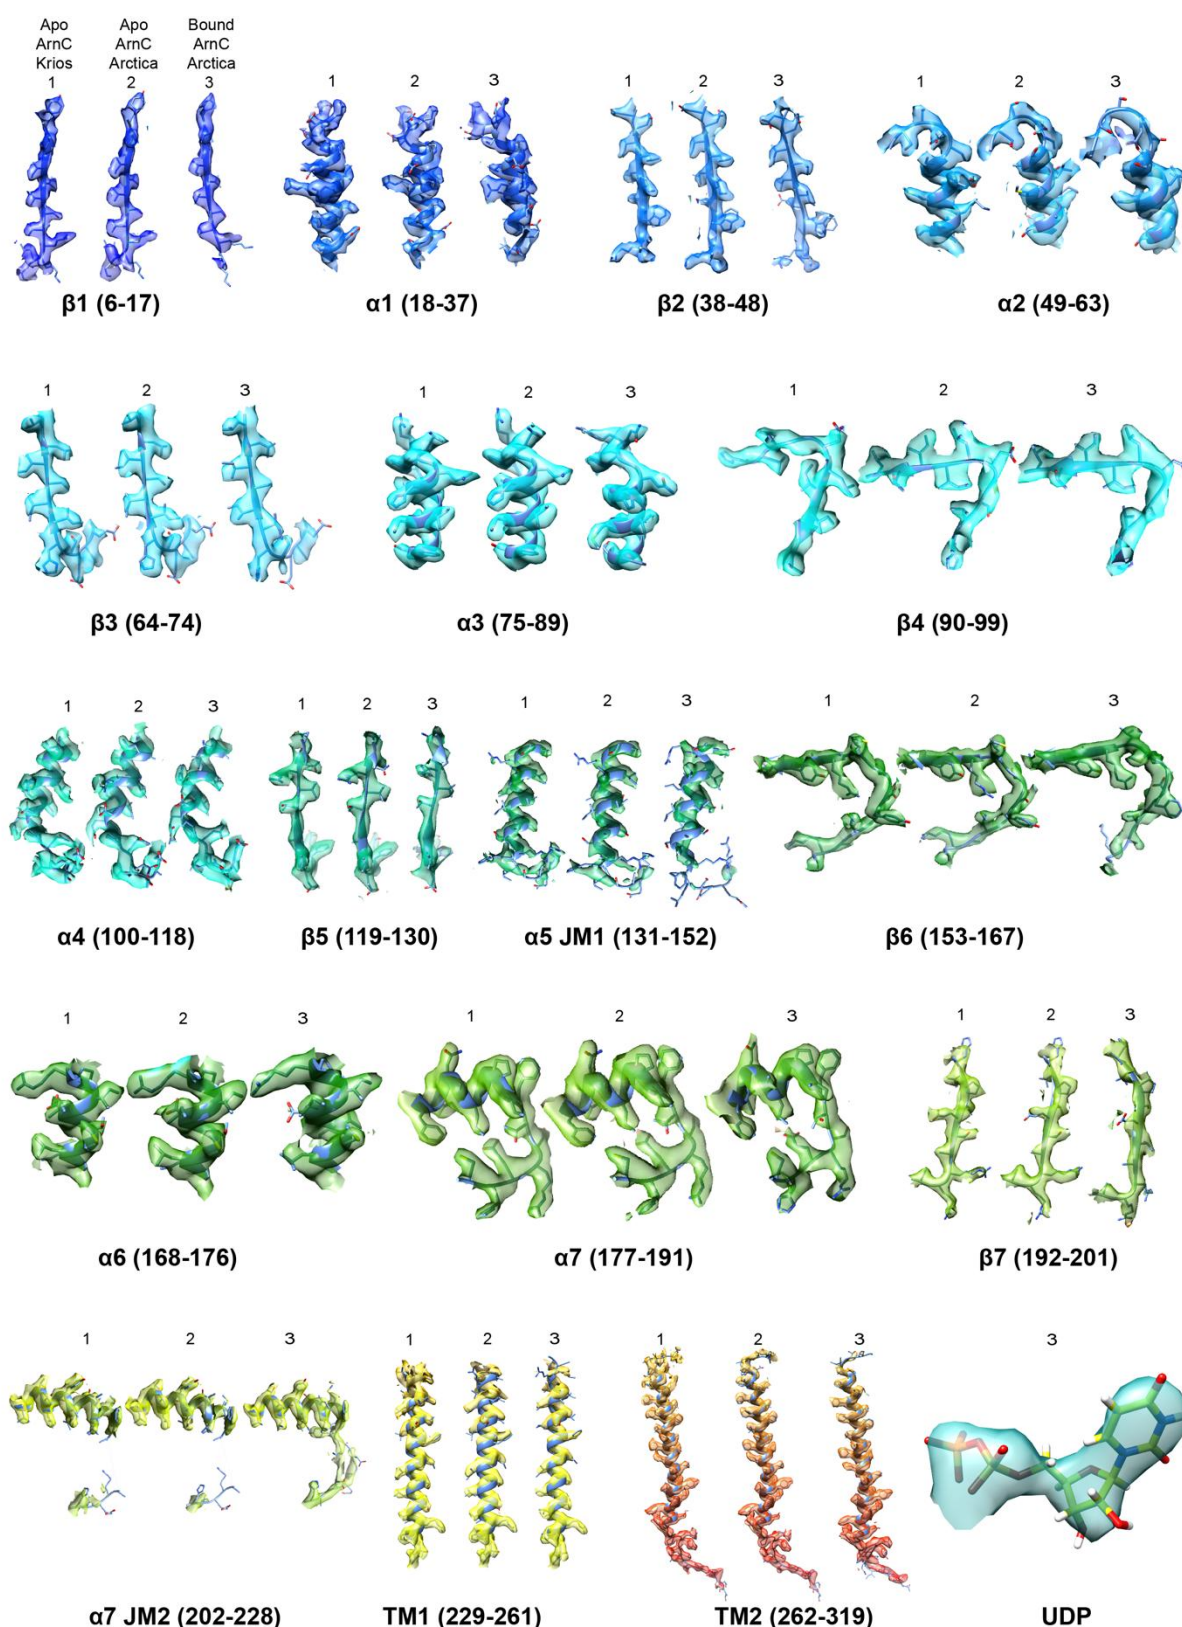 Apo Apo Bound
ArnC ArnC ArnC
Krios Arctica Arctica
1 2 3 1 2 3 1 2 3 1 2 3
β1 (6-17) α1 (18-37) β2 (38-48) α2 (49-63)
1 2 3 1 2 3 1 2 3
β3 (64-74) α3 (75-89) β4 (90-99)
1 2 3 1 2 3 1 2 3 1 2 3
α4 (100-118) β5 (119-130) α5 JM1 (131-152) β6 (153-167)
1 2 3 1 2 3 1 2 3
α6 (168-176) α7 (177-191) β7 (192-201)
1 2 3 1 2 3 1 2 3 3
α7 JM2 (202-228) TM1 (229-261) TM2 (262-319) UDP